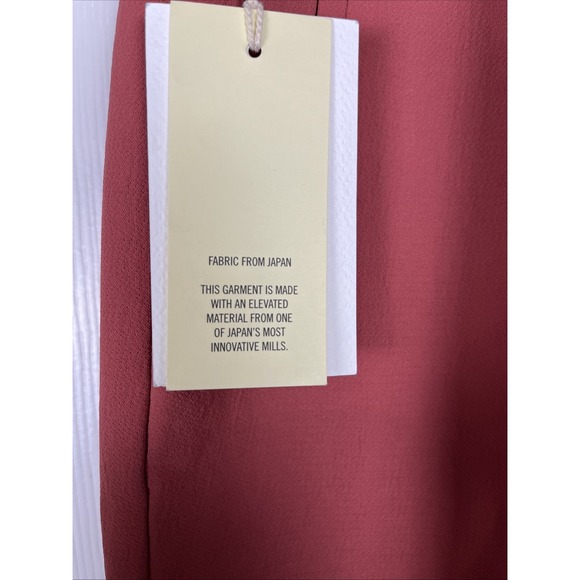 FABRIC FROM JAPAN
THIS GARMENT IS MADE
WITH AN ELEVATED
MATERIAL FROM ONE
OF JAPAN'S MOST
INNOVATIVE MILLS.